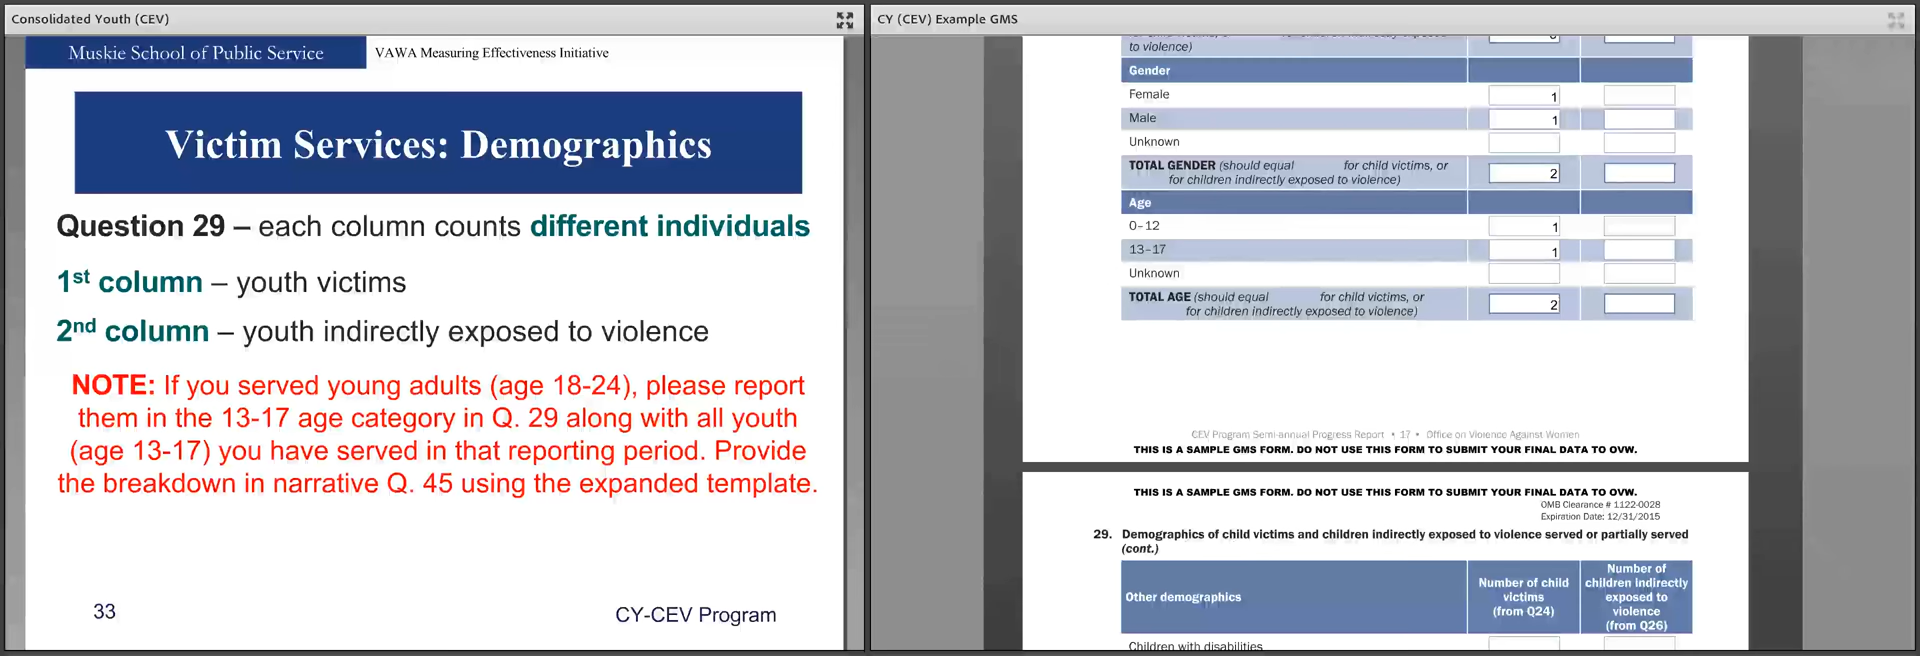 Consolidated Youth (CEV)
Muskie School of Public Service
VAWA Measuring Effectiveness Initiative
Victim Services: Demographics
Question 29 – each column counts different individuals
1st column – youth victims
2nd column – youth indirectly exposed to violence
NOTE: If you served young adults (age 18-24), please report
them in the 13-17 age category in Q. 29 along with all youth
(age 13-17) you have served in that reporting period. Provide
the breakdown in narrative Q. 45 using the expanded template.
33
CY-CEV Program
CY (CEV) Example GMS
to violence)
Gender
Female 1
Male 1
Unknown
TOTAL GENDER (should equal for child victims, or
for children indirectly exposed to violence) 2
Age
0–12 1
13–17 1
Unknown
TOTAL AGE (should equal for child victims, or
for children indirectly exposed to violence) 2
CEV Program Semi-annual Progress Report • 17 • Office on Violence Against Women
THIS IS A SAMPLE GMS FORM. DO NOT USE THIS FORM TO SUBMIT YOUR FINAL DATA TO OVW.
THIS IS A SAMPLE GMS FORM. DO NOT USE THIS FORM TO SUBMIT YOUR FINAL DATA TO OVW.
OMB Clearance # 1122-0028
Expiration Date: 12/31/2015
29. Demographics of child victims and children indirectly exposed to violence served or partially served
(cont.)
Other demographics
Number of child
victims
(from Q24)
Number of
children indirectly
exposed to
violence
(from Q26)
Children with disabilities